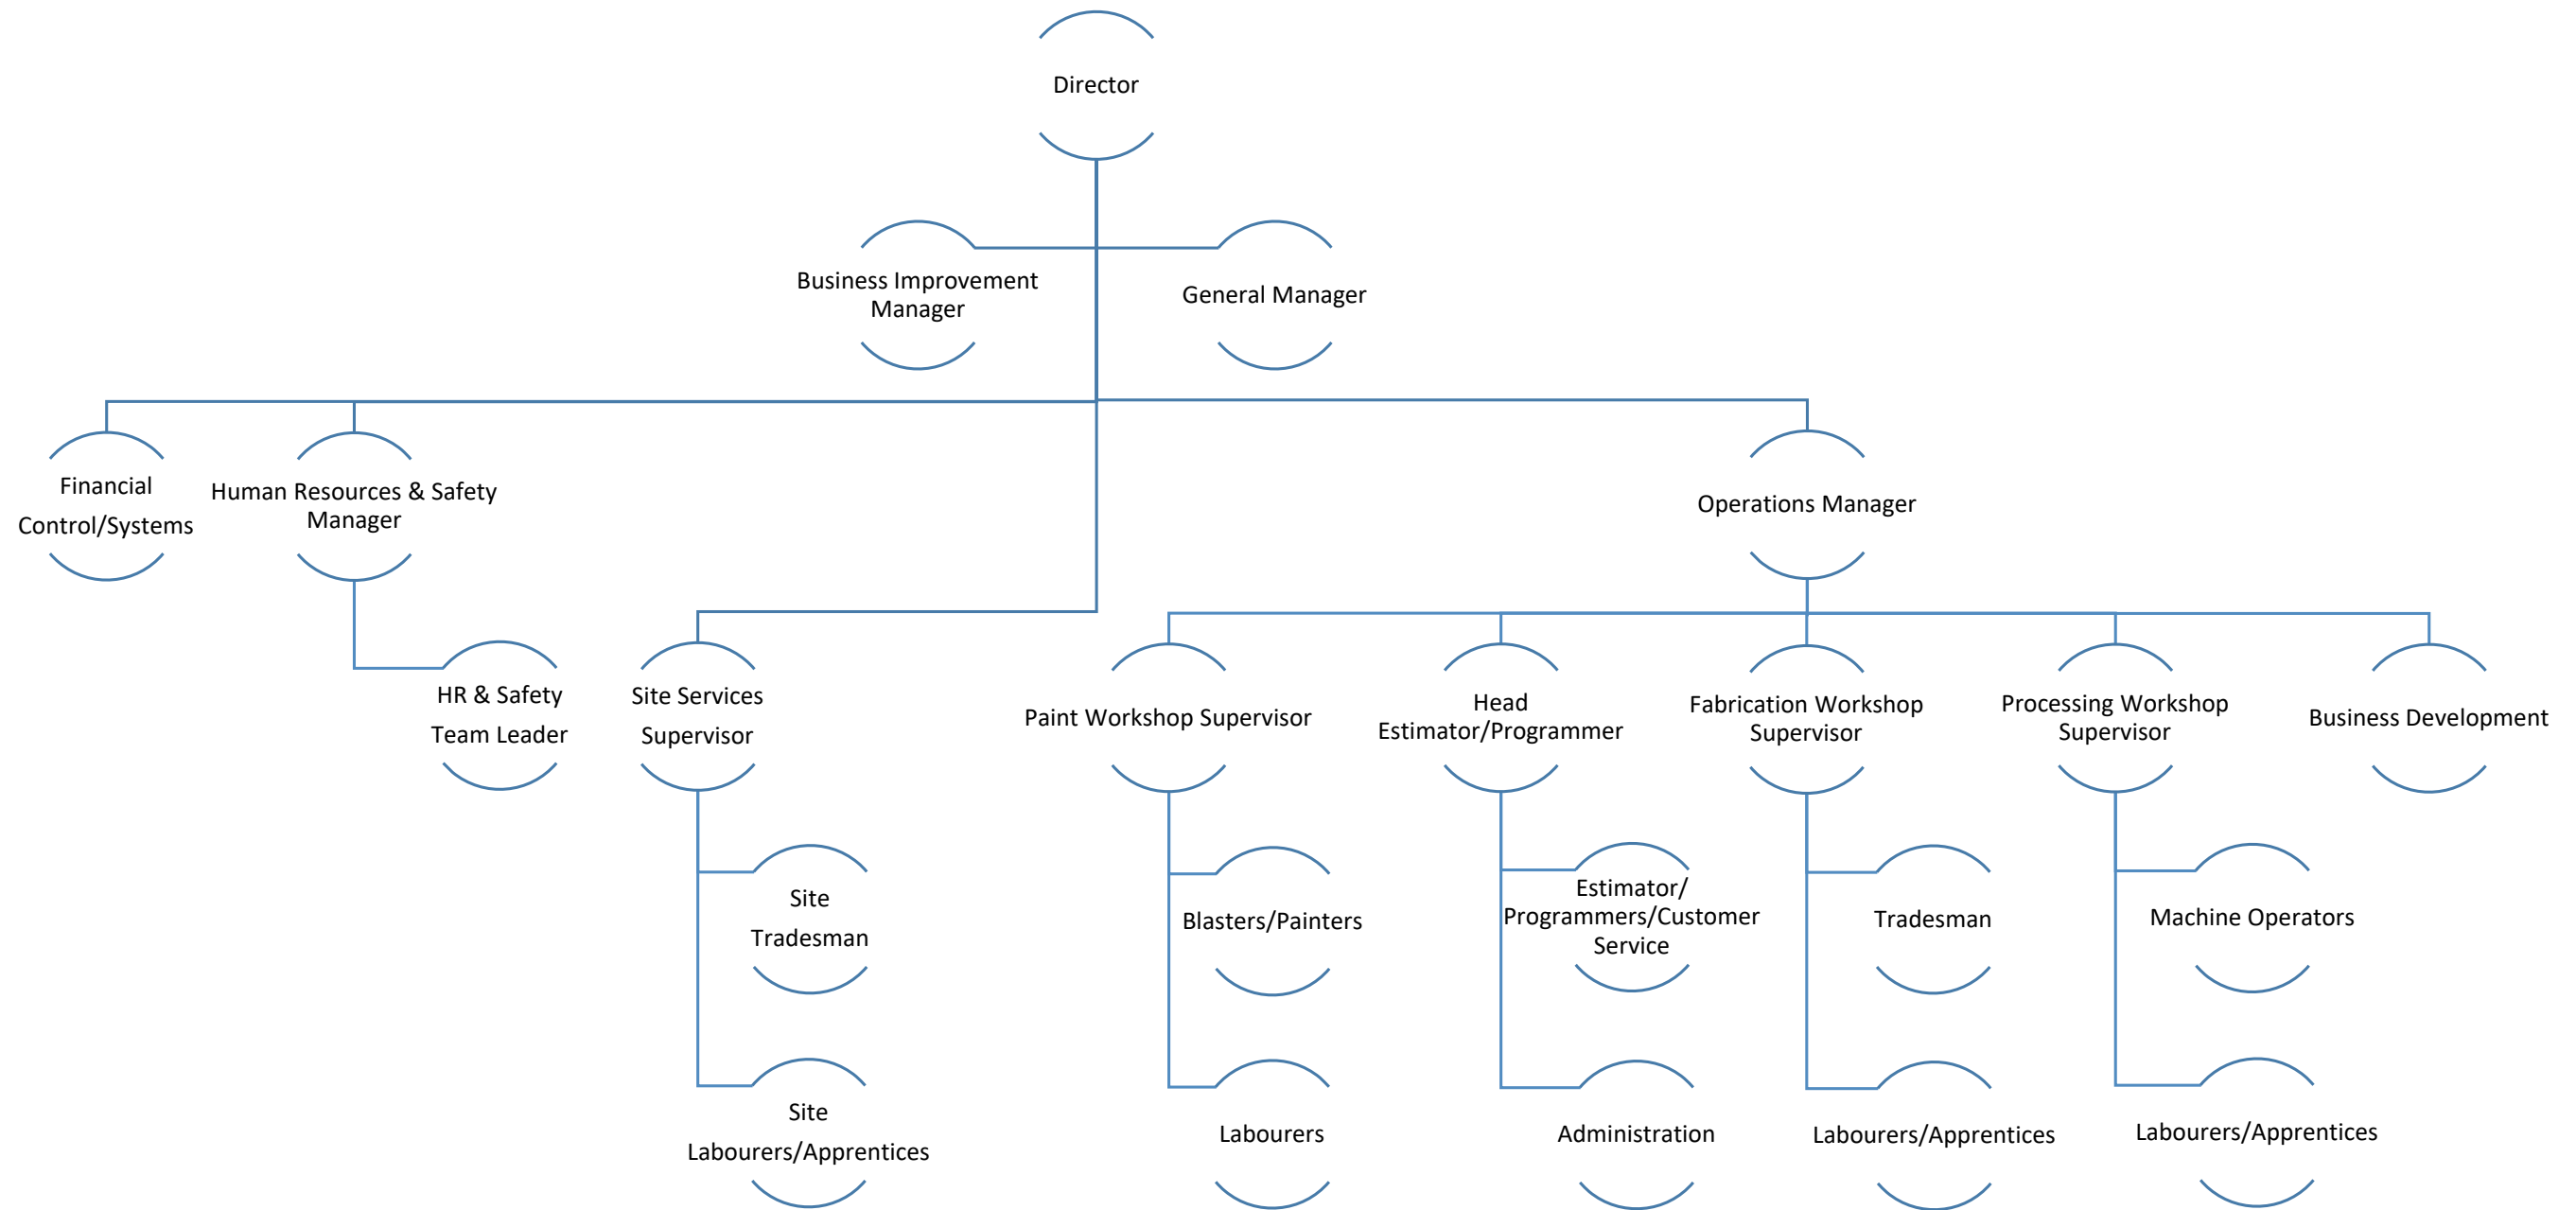 Director
Business Improvement
Manager
General Manager
Financial
Control/Systems
Human Resources & Safety
Manager
Operations Manager
HR & Safety
Team Leader
Site Services
Supervisor
Paint Workshop Supervisor
Head
Estimator/Programmer
Fabrication Workshop
Supervisor
Processing Workshop
Supervisor
Business Development
Site
Tradesman
Blasters/Painters
Estimator/
Programmers/Customer
Service
Tradesman
Machine Operators
Site
Labourers/Apprentices
Labourers
Administration
Labourers/Apprentices
Labourers/Apprentices